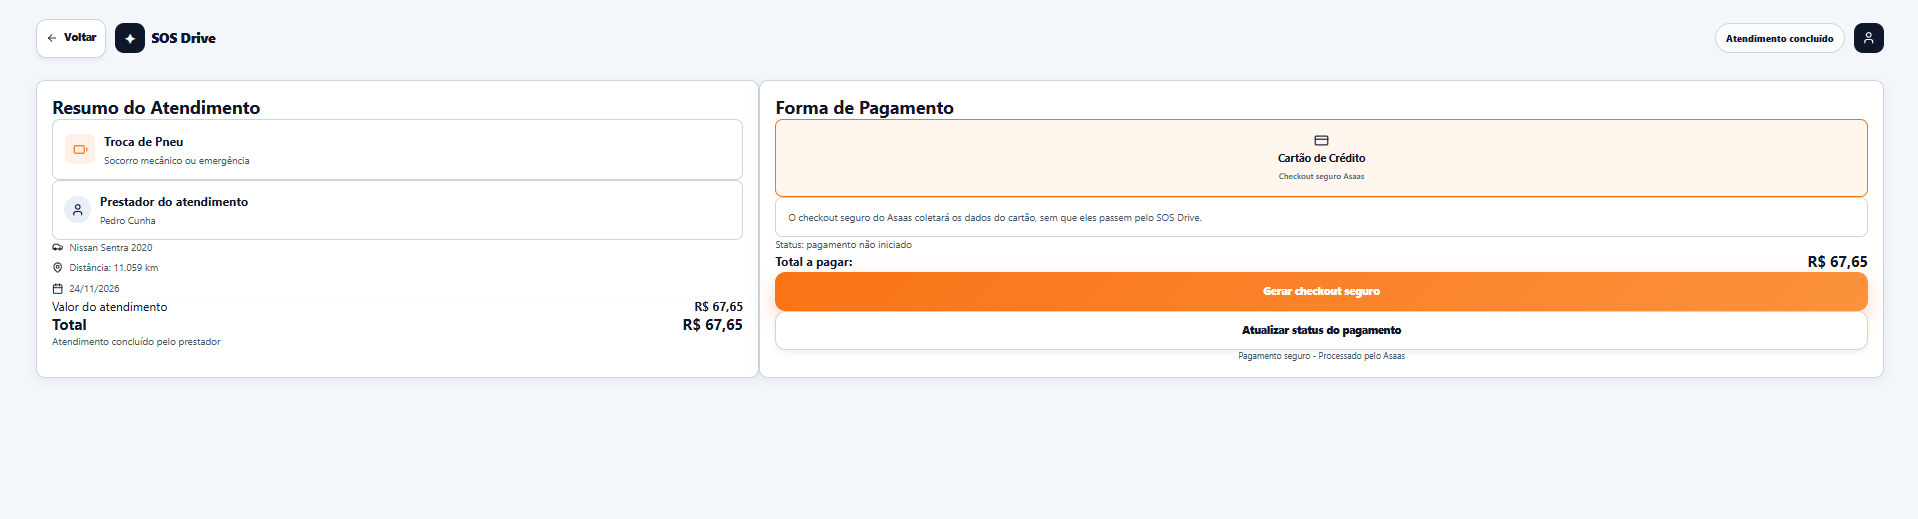 Voltar
SOS Drive
Atendimento concluído
Resumo do Atendimento
Troca de Pneu
Socorro mecânico ou emergência
Prestador do atendimento
Pedro Cunha
Nissan Sentra 2020
Distância: 11.059 km
24/11/2026
Valor do atendimento R$ 67,65
Total R$ 67,65
Atendimento concluído pelo prestador
Forma de Pagamento
Cartão de Crédito
Checkout seguro Asaas
O checkout seguro do Asaas coletará os dados do cartão, sem que eles passem pelo SOS Drive.
Status: pagamento não iniciado
Total a pagar: R$ 67,65
Gerar checkout seguro
Atualizar status do pagamento
Pagamento seguro - Processado pelo Asaas